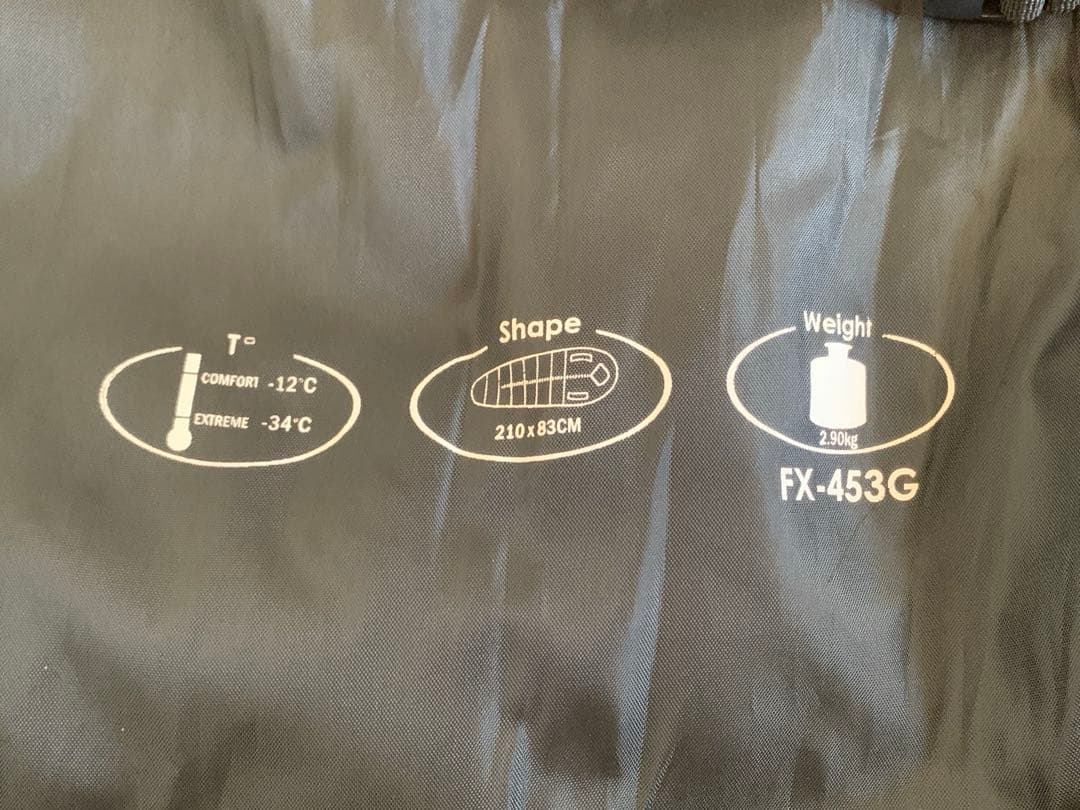 T°
COMFORT -12°C
EXTREME -34°C
Shape
210x83CM
Weight
2.90kg
FX-453G